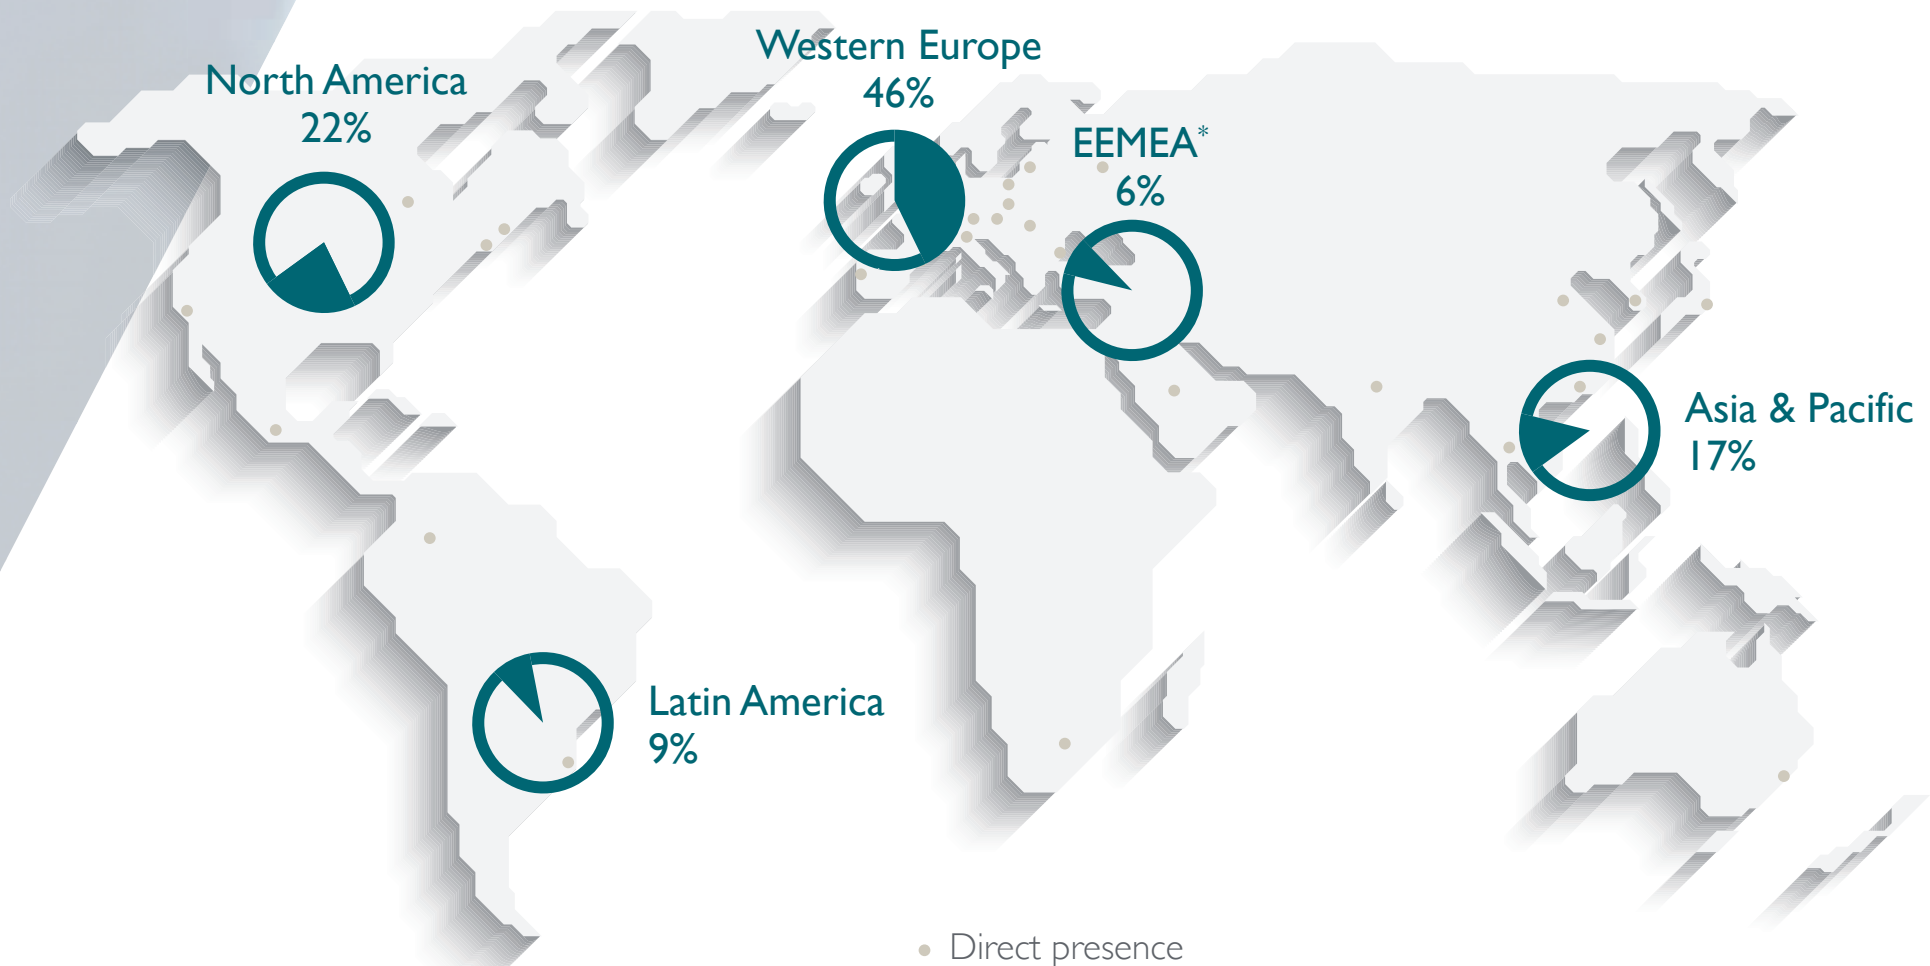 North America
22%
Western Europe
46%
EEMEA*
6%
Asia & Pacific
17%
Latin America
9%
Direct presence